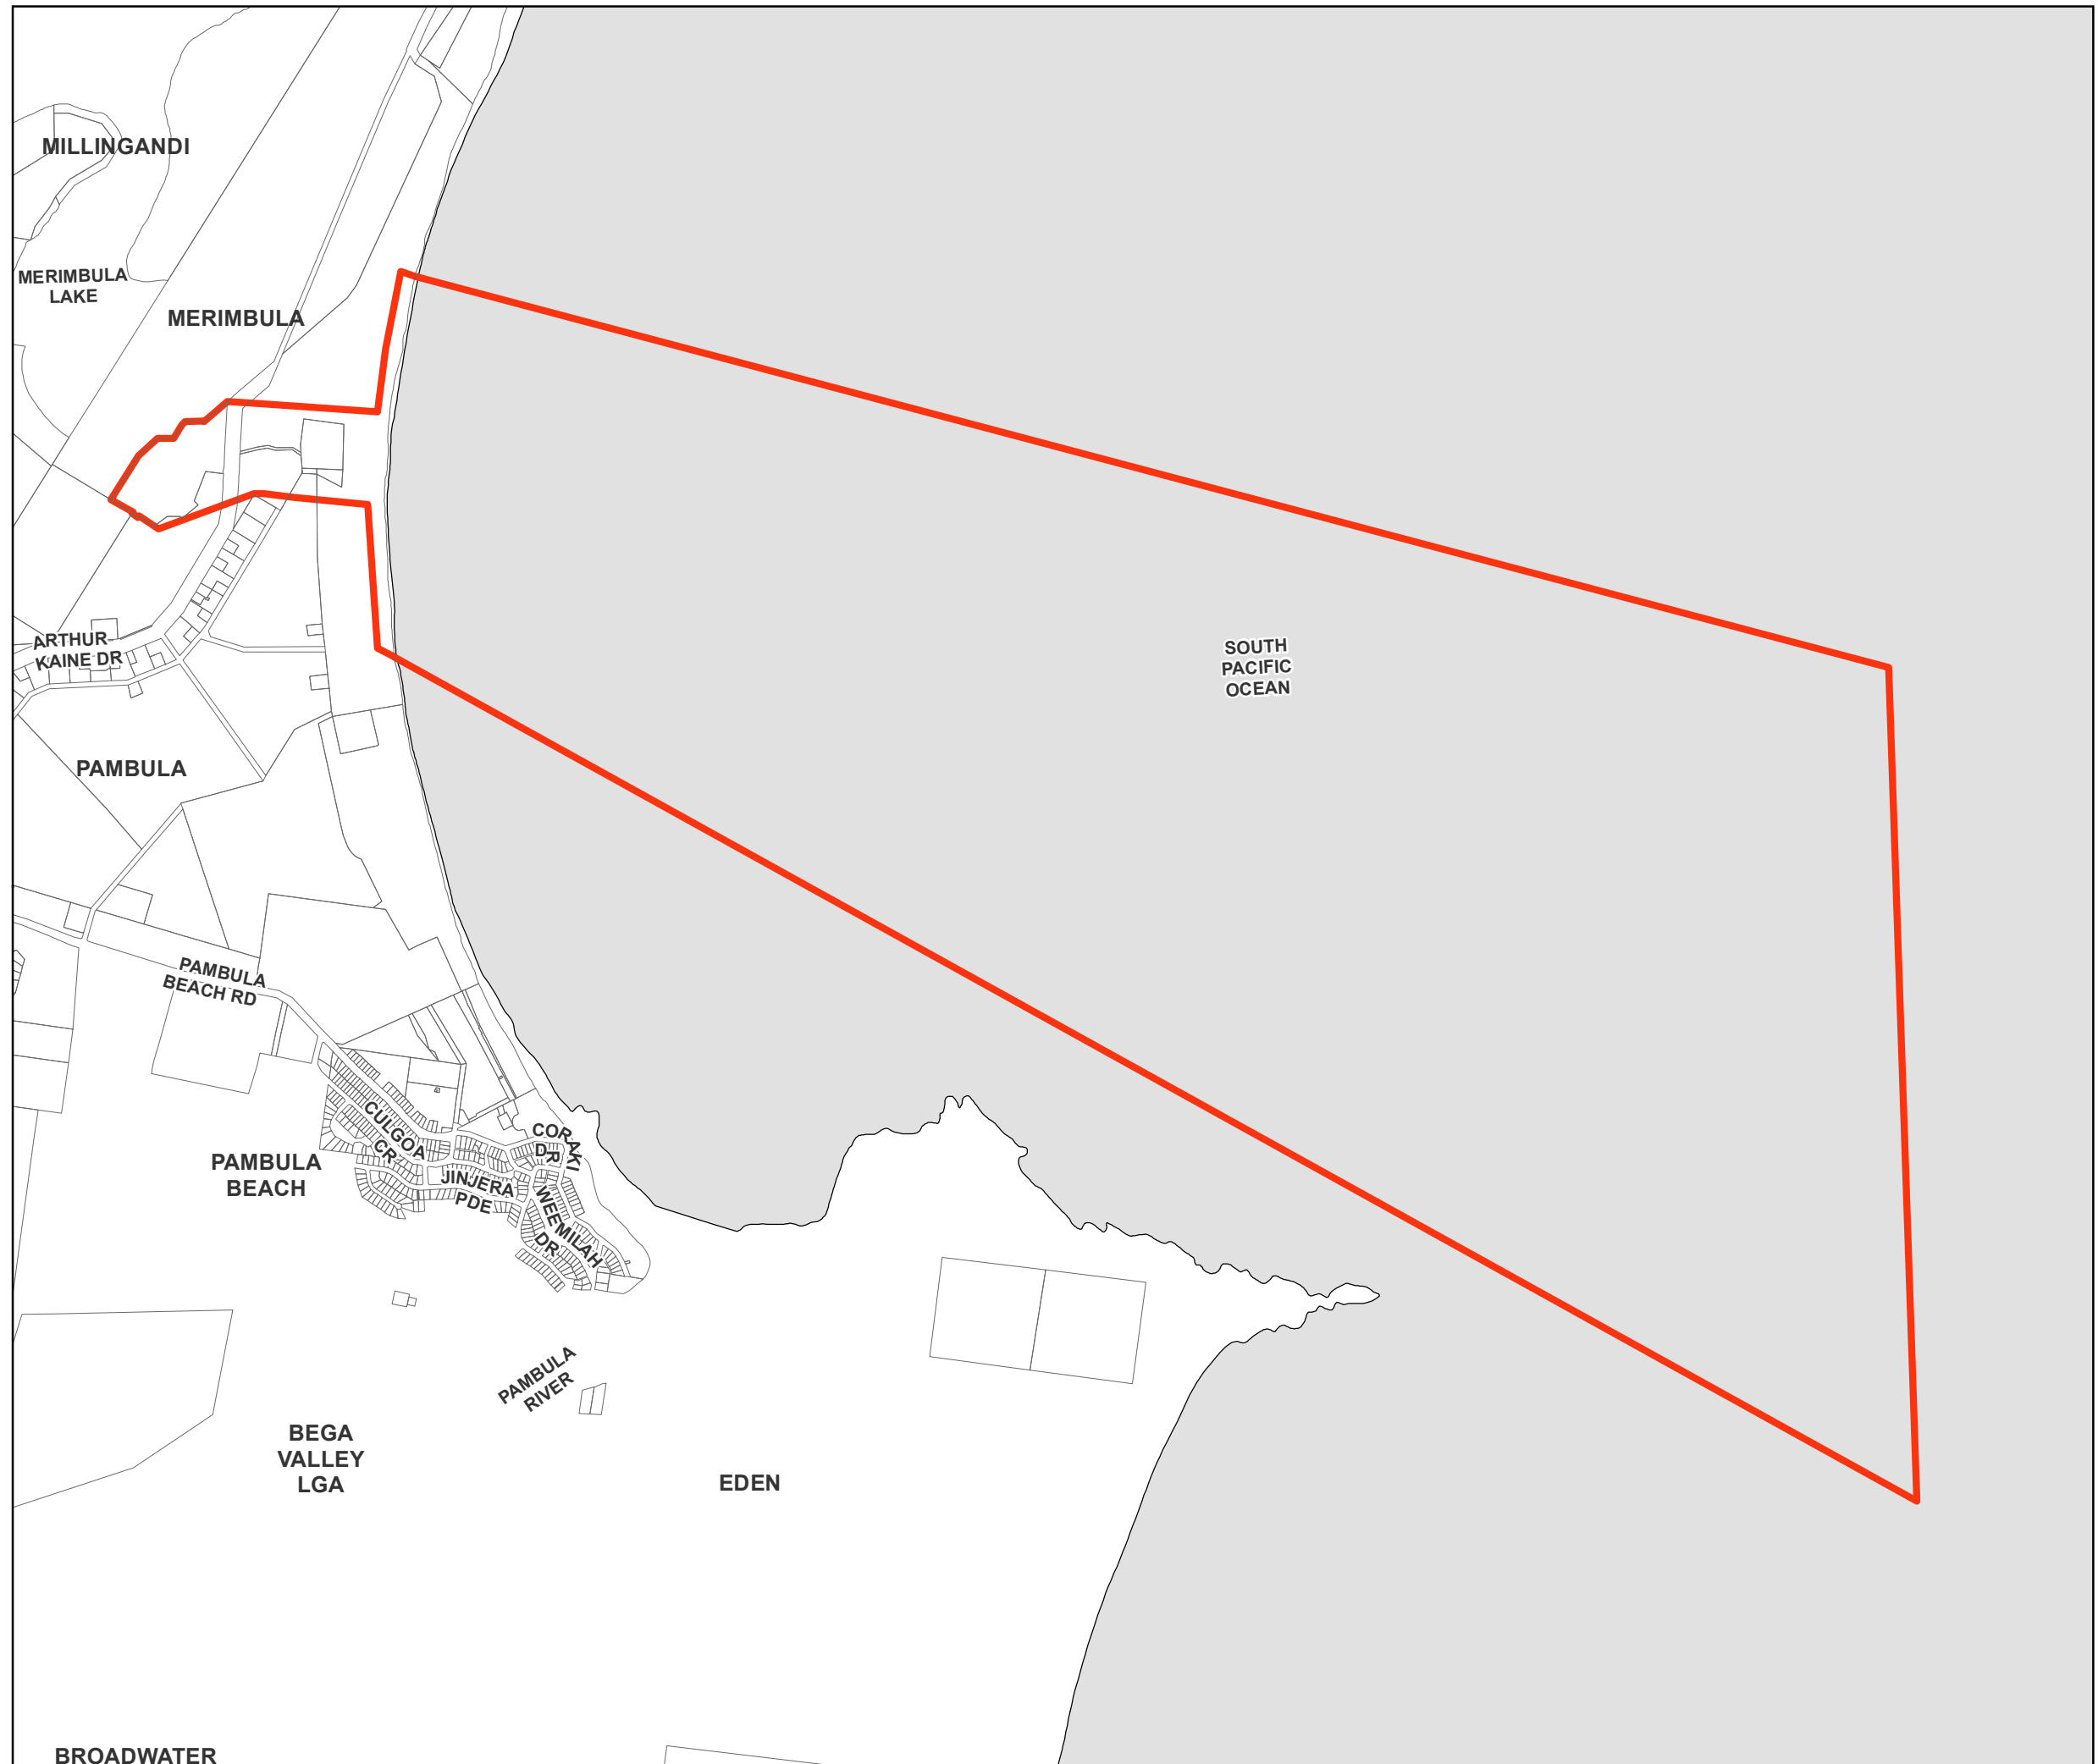 MILLINGANDI
MERIMBULA
LAKE
MERIMBULA
ARTHUR
KAINE DR
SOUTH
PACIFIC
OCEAN
PAMBULA
PAMBULA
BEACH RD
CULGOA
CR
CORAKI
DR
PAMBULA
BEACH
JINJERA
PDE
WEEMILAH
DR
PAMBULA
RIVER
BEGA
VALLEY
LGA
EDEN
BROADWATER